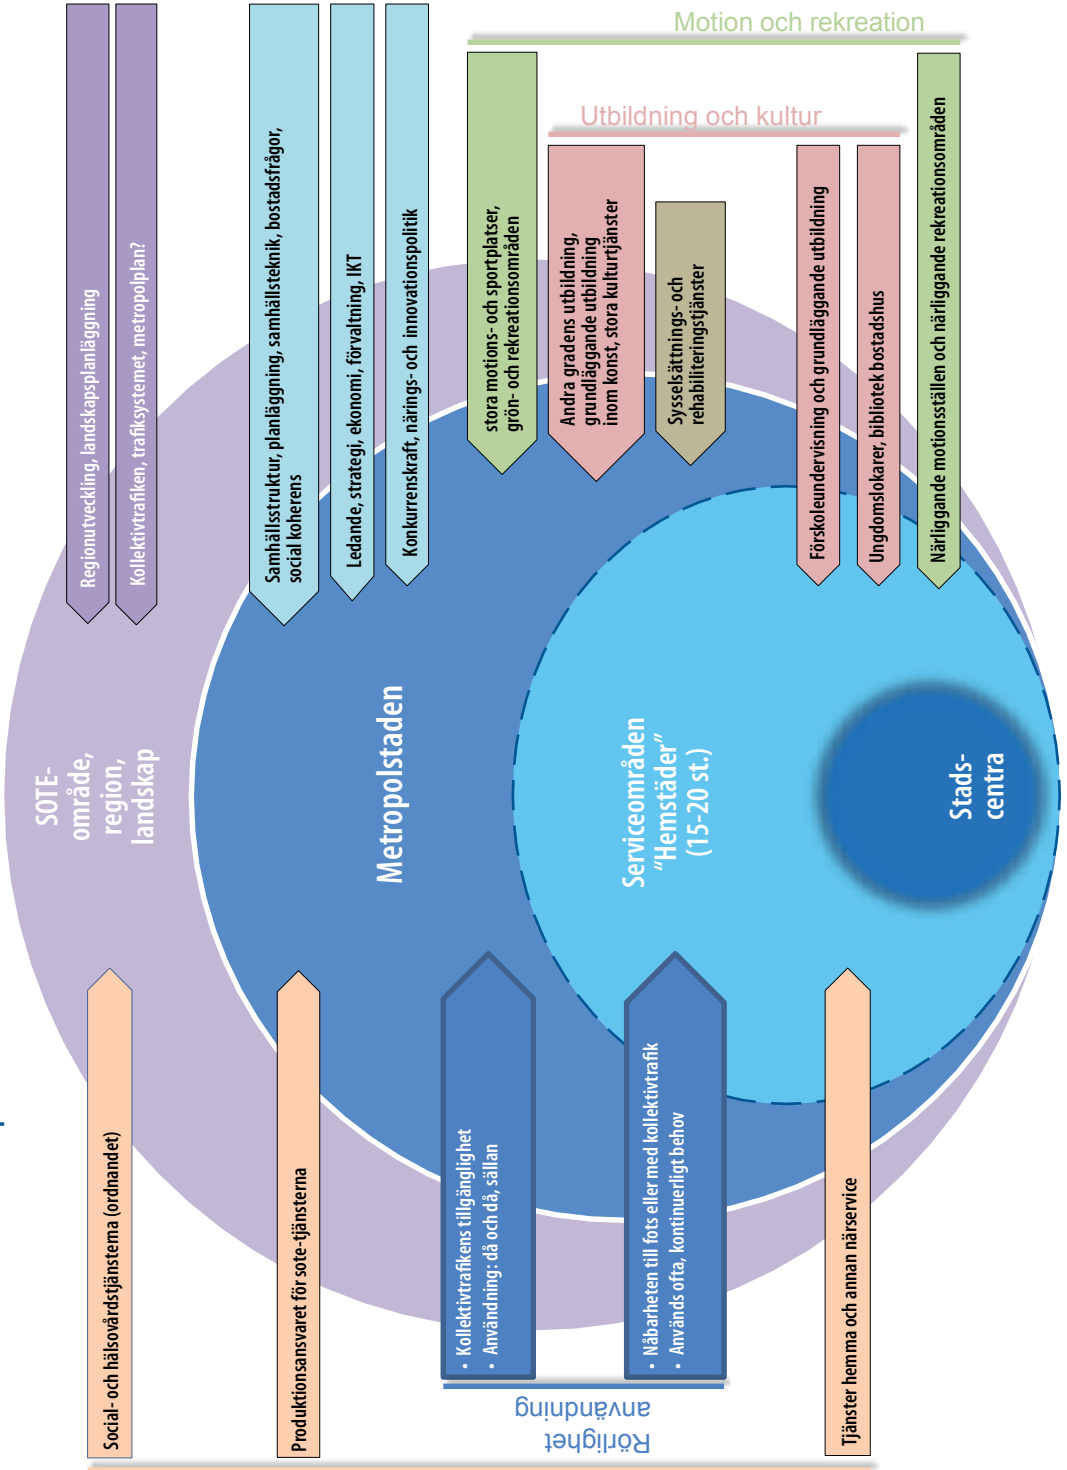 Motion och rekreation
Utbildning och kultur
Regionutveckling, landskapsplanläggning
Kollektivtrafiken, trafiksystemet, metropolplan?
Samhällsstruktur, planläggning, samhällsteknik, bostadsfrågor,
social koherens
Ledande, strategi, ekonomi, förvaltning, IKT
Konkurrenskraft, närings- och innovationspolitik
stora motions- och sportplatser,
grön- och rekreationsområden
Andra gradens utbildning,
grundläggande utbildning
inom konst, stora kulturtjänster
Sysselsättnings- och
rehabiliteringstjänster
Förskoleundervisning och grundläggande utbildning
Ungdomslokarer, bibliotek bostadshus
Närliggande motionsställen och närliggande rekreationsområden
SOTE-
område,
region,
landskap
Metropolstaden
Serviceområden
"Hemstäder"
(15-20 st.)
Stads-
centra
Social- och hälsovårdstjänsterna (ordnandet)
Produktionsansvaret för sote-tjänsterna
• Kollektivtrafikens tillgänglighet
• Användning: då och då, sällan
• Nåbarheten till fots eller med kollektivtrafik
• Används ofta, kontinuerligt behov
Tjänster hemma och annan närservice
Rörlighet
användning